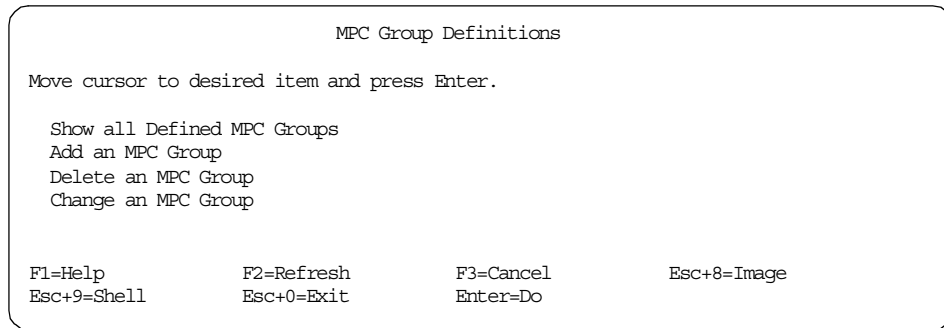 MPC Group Definitions
Move cursor to desired item and press Enter.
Show all Defined MPC Groups
Add an MPC Group
Delete an MPC Group
Change an MPC Group
F1=Help F2=Refresh F3=Cancel Esc+8=Image
Esc+9=Shell Esc+0=Exit Enter=Do